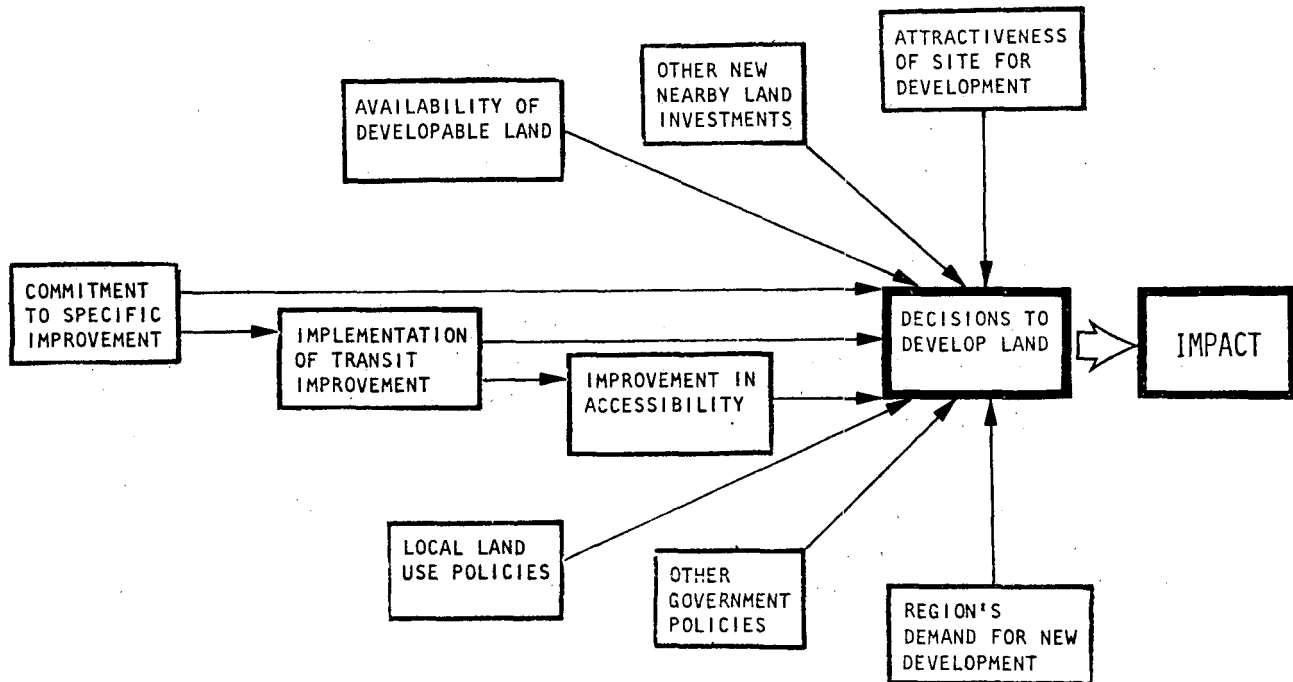 ATTRACTIVENESS
OF SITE FOR
DEVELOPMENT
OTHER NEW
NEARBY LAND
INVESTMENTS
AVAILABILITY OF
DEVELOPABLE LAND
COMMITMENT
TO SPECIFIC
IMPROVEMENT
IMPLEMENTATION
OF TRANSIT
IMPROVEMENT
IMPROVEMENT IN
ACCESSIBILITY
DECISIONS TO
DEVELOP LAND
IMPACT
LOCAL LAND
USE POLICIES
OTHER
GOVERNMENT
POLICIES
REGION'S
DEMAND FOR NEW
DEVELOPMENT